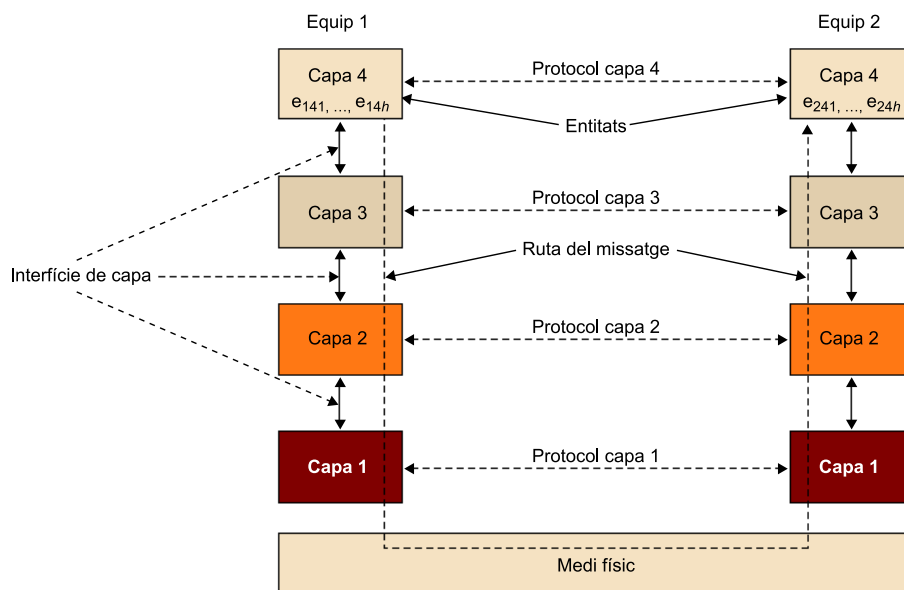 Equip 1
Equip 2
Capa 4
e141, ..., e14h
Protocol capa 4
Entitats
Capa 4
e241, ..., e24h
Capa 3
Protocol capa 3
Capa 3
Interfície de capa
Ruta del missatge
Capa 2
Protocol capa 2
Capa 2
Capa 1
Protocol capa 1
Capa 1
Medi físic